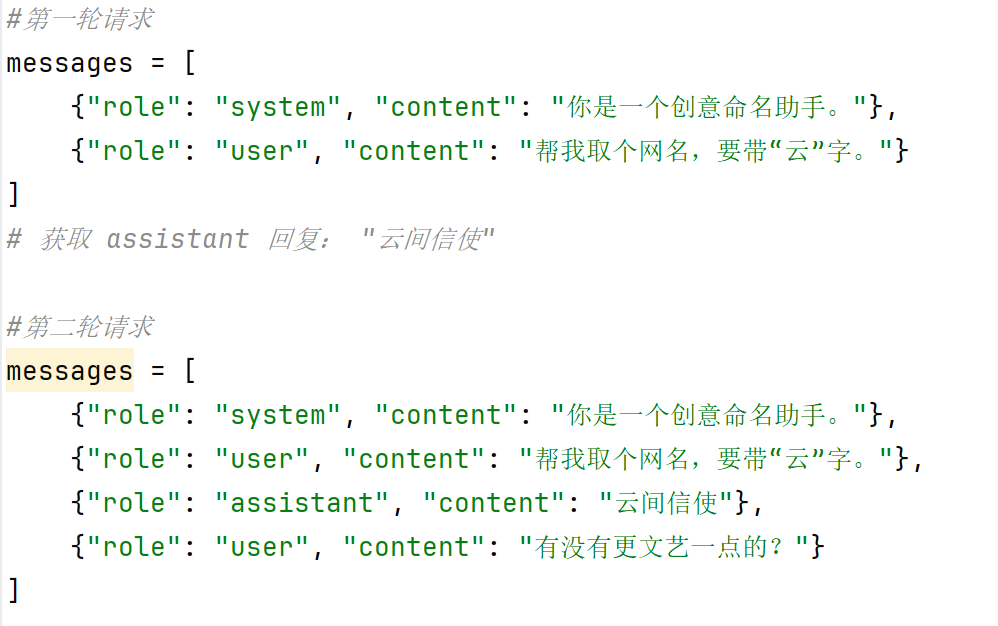 #第一轮请求
messages = [
    {"role": "system", "content": "你是一个创意命名助手。"},
    {"role": "user", "content": "帮我取个网名，要带“云”字。"}
]
# 获取 assistant 回复： "云间信使"
#第二轮请求
messages = [
    {"role": "system", "content": "你是一个创意命名助手。"},
    {"role": "user", "content": "帮我取个网名，要带“云”字。"},
    {"role": "assistant", "content": "云间信使"},
    {"role": "user", "content": "有没有更文艺一点的？"}
]